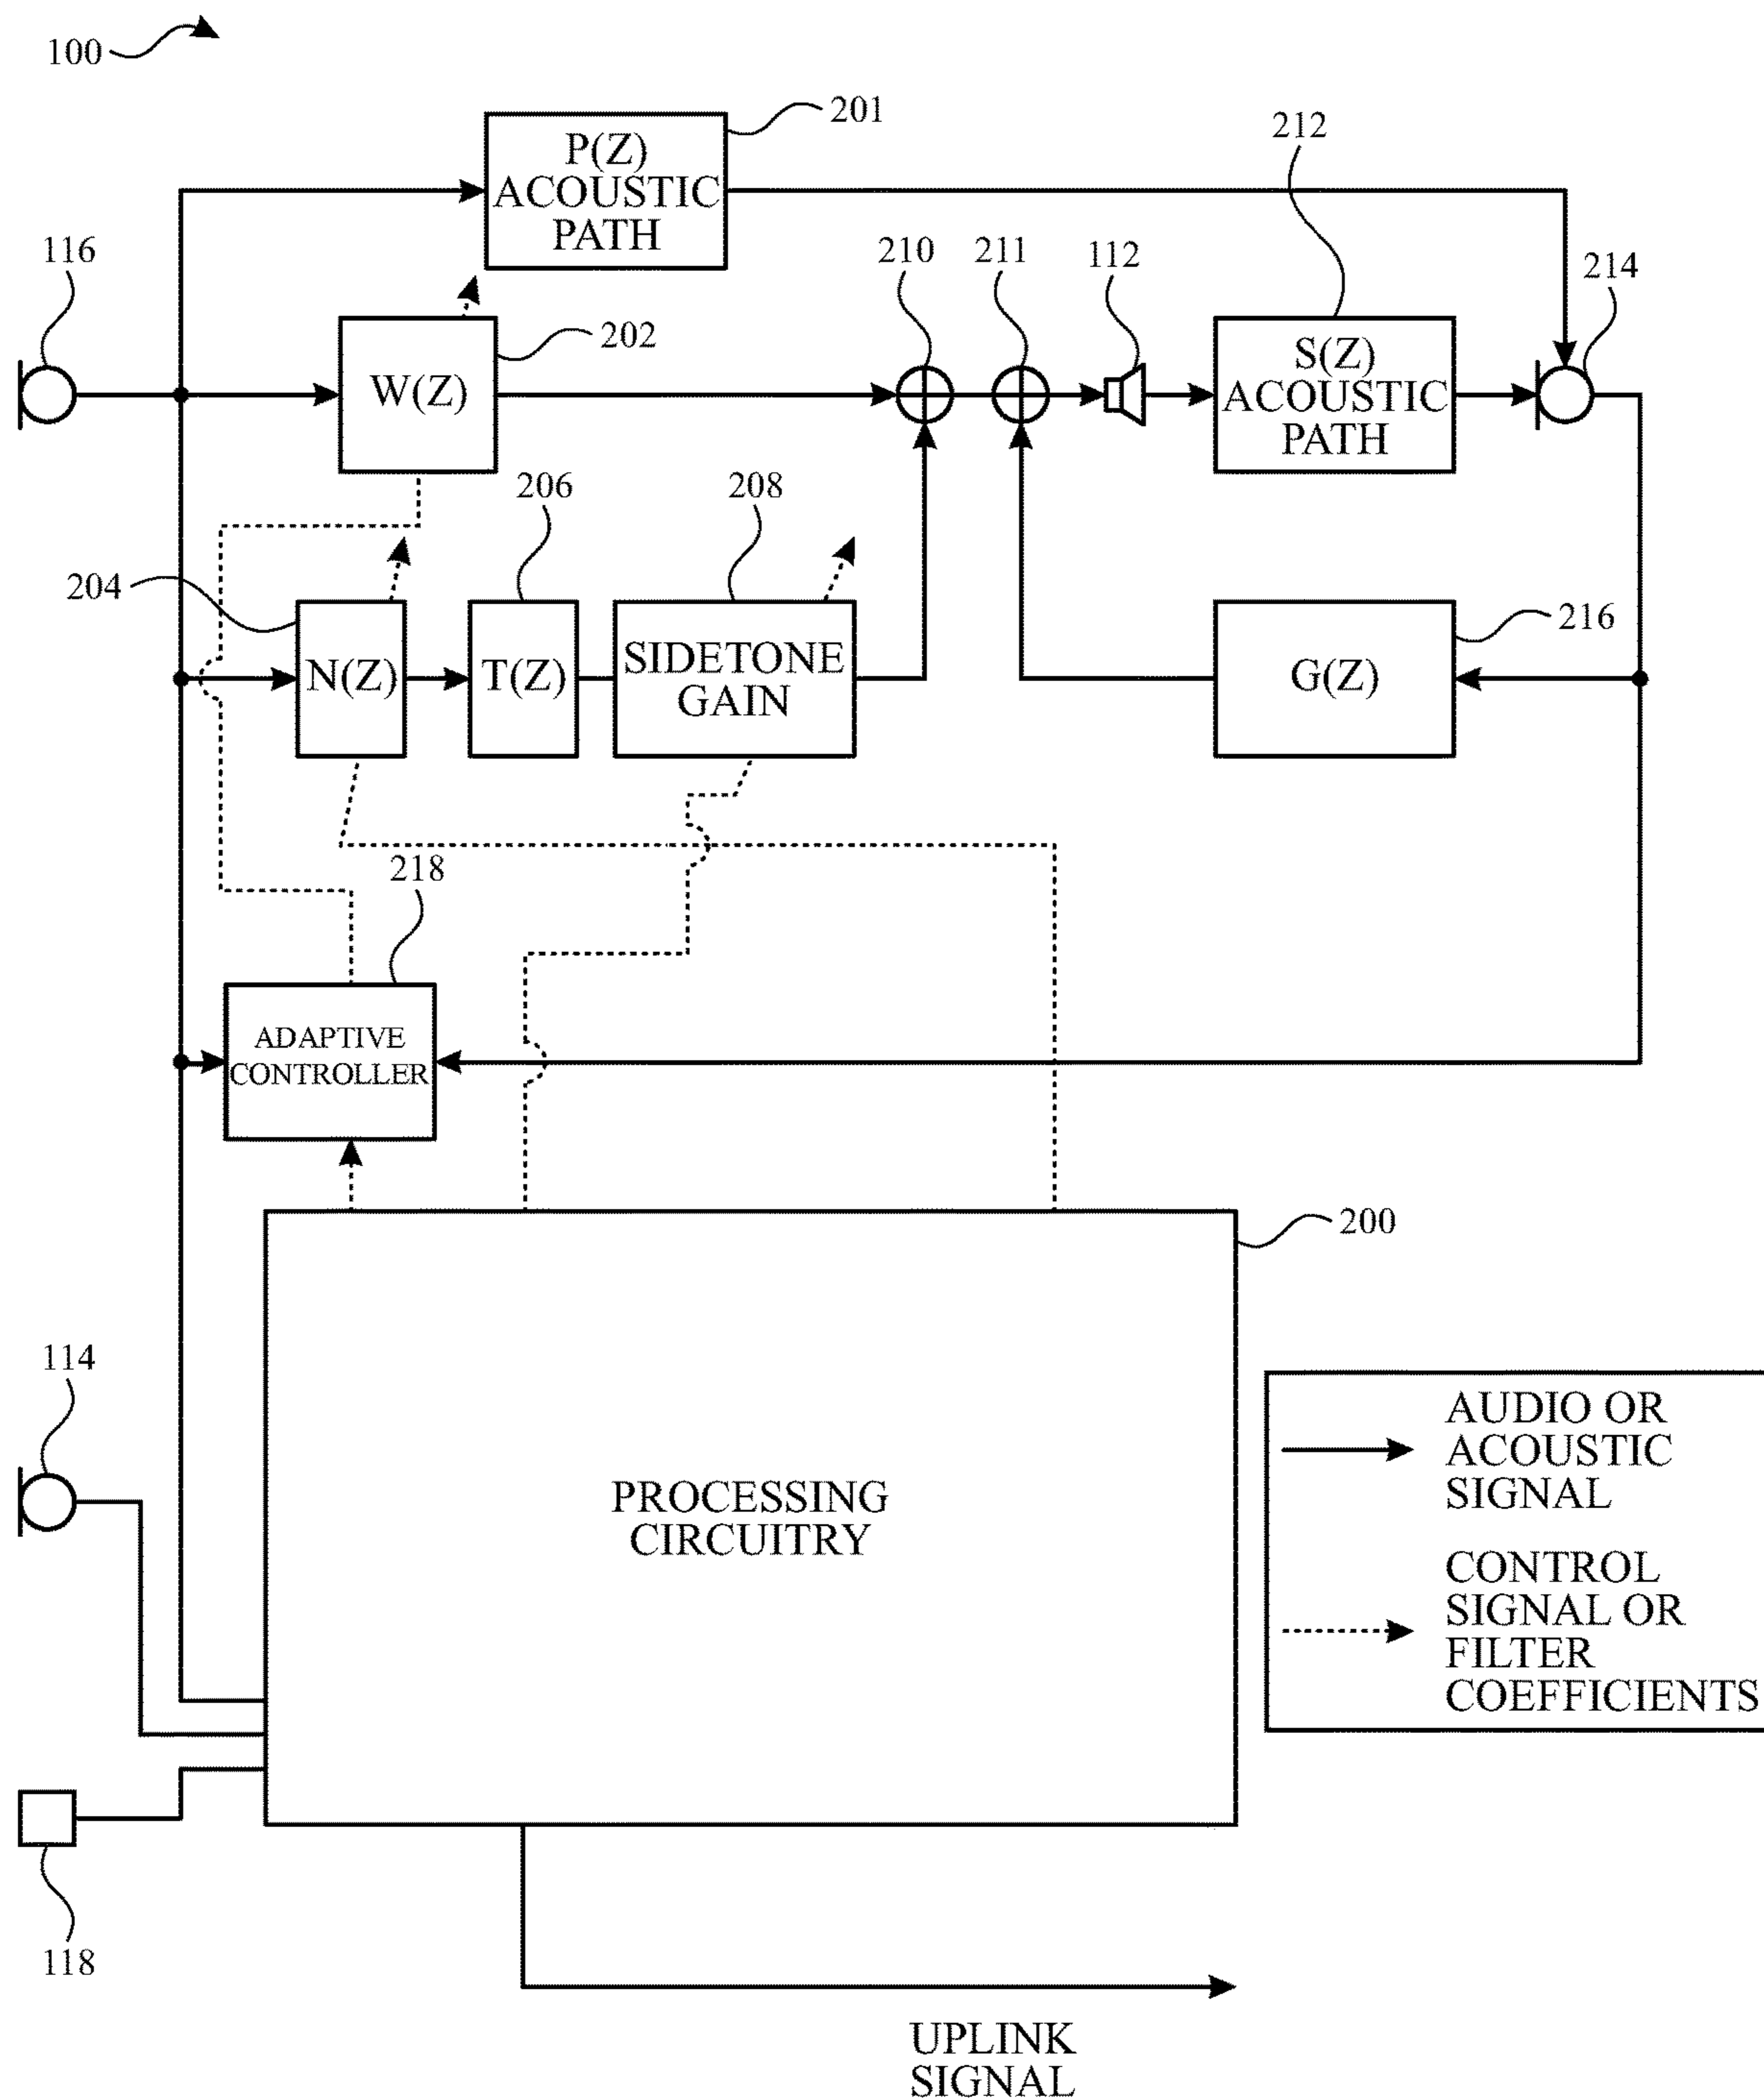 100
201
P(Z)
ACOUSTIC
PATH
212
116
210
211
112
214
202
W(Z)
S(Z)
ACOUSTIC
PATH
206
208
204
N(Z)
T(Z)
SIDETONE
GAIN
G(Z)
216
218
ADAPTIVE
CONTROLLER
200
114
PROCESSING
CIRCUITRY
AUDIO OR
ACOUSTIC
SIGNAL
CONTROL
SIGNAL OR
FILTER
COEFFICIENTS
118
UPLINK
SIGNAL